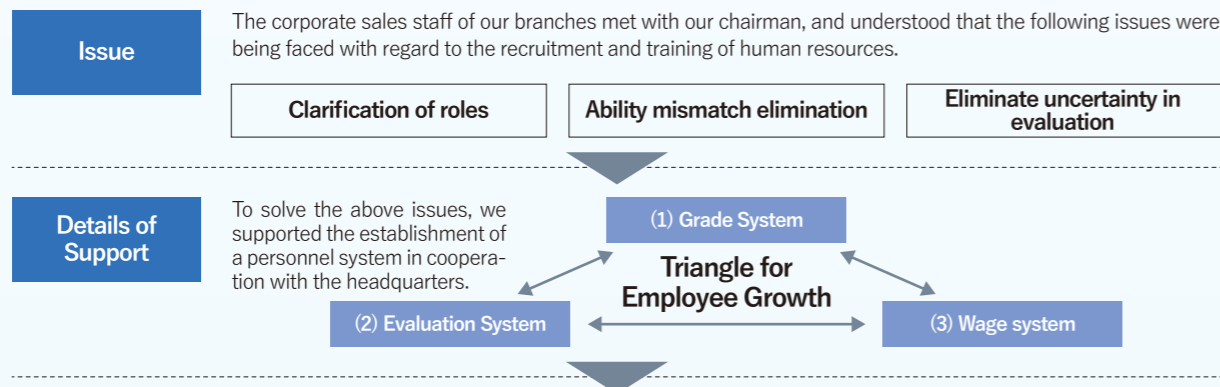 Issue
The corporate sales staff of our branches met with our chairman, and understood that the following issues were
being faced with regard to the recruitment and training of human resources.
Clarification of roles
Ability mismatch elimination
Eliminate uncertainty in
evaluation
Details of
Support
To solve the above issues, we
supported the establishment of
a personnel system in coopera-
tion with the headquarters.
(1) Grade System
Triangle for
Employee Growth
(2) Evaluation System
(3) Wage system